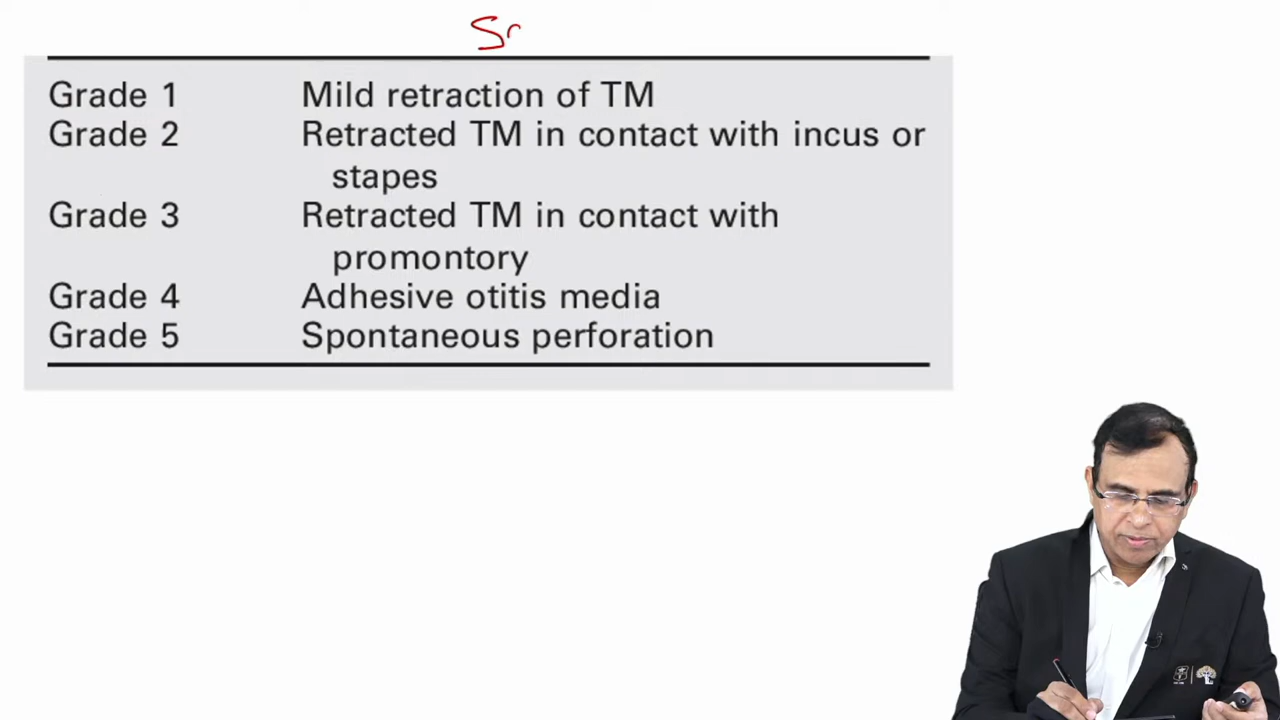 Grade 1 Mild retraction of TM
Grade 2 Retracted TM in contact with incus or
stapes
Grade 3 Retracted TM in contact with
promontory
Grade 4 Adhesive otitis media
Grade 5 Spontaneous perforation